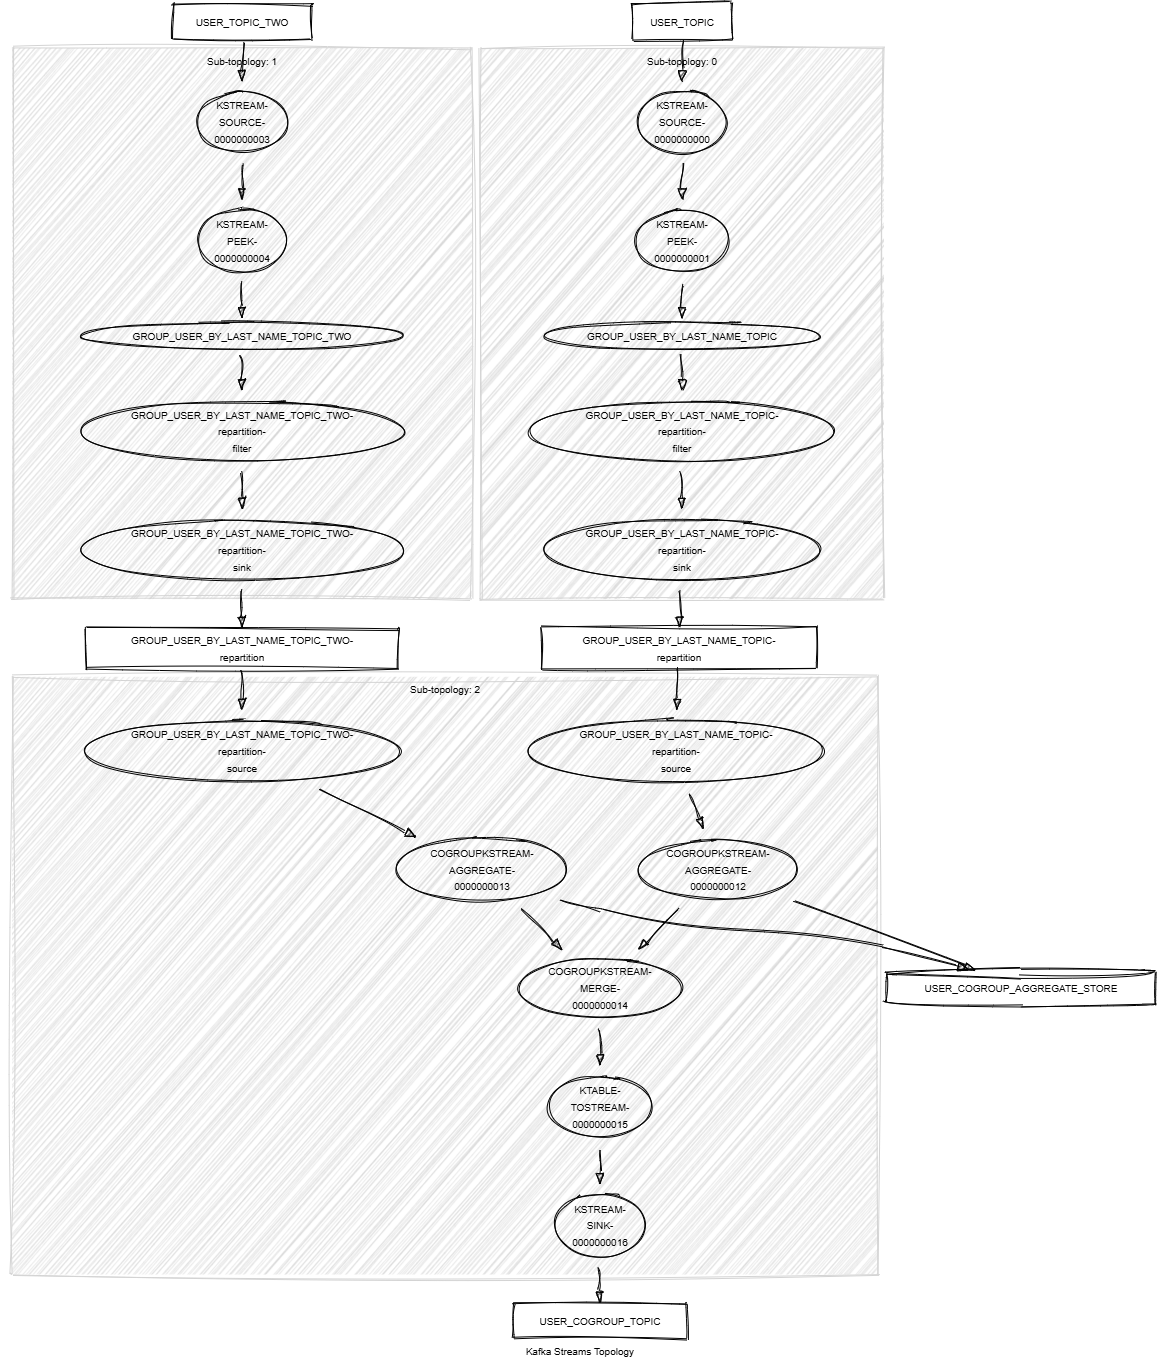 USER_TOPIC_TWO
USER_TOPIC
Sub-topology: 1
Sub-topology: 0
KSTREAM-
SOURCE-
0000000003
KSTREAM-
SOURCE-
0000000000
KSTREAM-
PEEK-
0000000004
KSTREAM-
PEEK-
0000000001
GROUP_USER_BY_LAST_NAME_TOPIC_TWO
GROUP_USER_BY_LAST_NAME_TOPIC
GROUP_USER_BY_LAST_NAME_TOPIC_TWO-
repartition-
filter
GROUP_USER_BY_LAST_NAME_TOPIC-
repartition-
filter
GROUP_USER_BY_LAST_NAME_TOPIC_TWO-
repartition-
sink
GROUP_USER_BY_LAST_NAME_TOPIC-
repartition-
sink
GROUP_USER_BY_LAST_NAME_TOPIC_TWO-
repartition
GROUP_USER_BY_LAST_NAME_TOPIC-
repartition
Sub-topology: 2
GROUP_USER_BY_LAST_NAME_TOPIC_TWO-
repartition-
source
GROUP_USER_BY_LAST_NAME_TOPIC-
repartition-
source
COGROUPKSTREAM-
AGGREGATE-
0000000013
COGROUPKSTREAM-
AGGREGATE-
0000000012
COGROUPKSTREAM-
MERGE-
0000000014
USER_COGROUP_AGGREGATE_STORE
KTABLE-
TOSTREAM-
0000000015
KSTREAM-
SINK-
0000000016
USER_COGROUP_TOPIC
Kafka Streams Topology